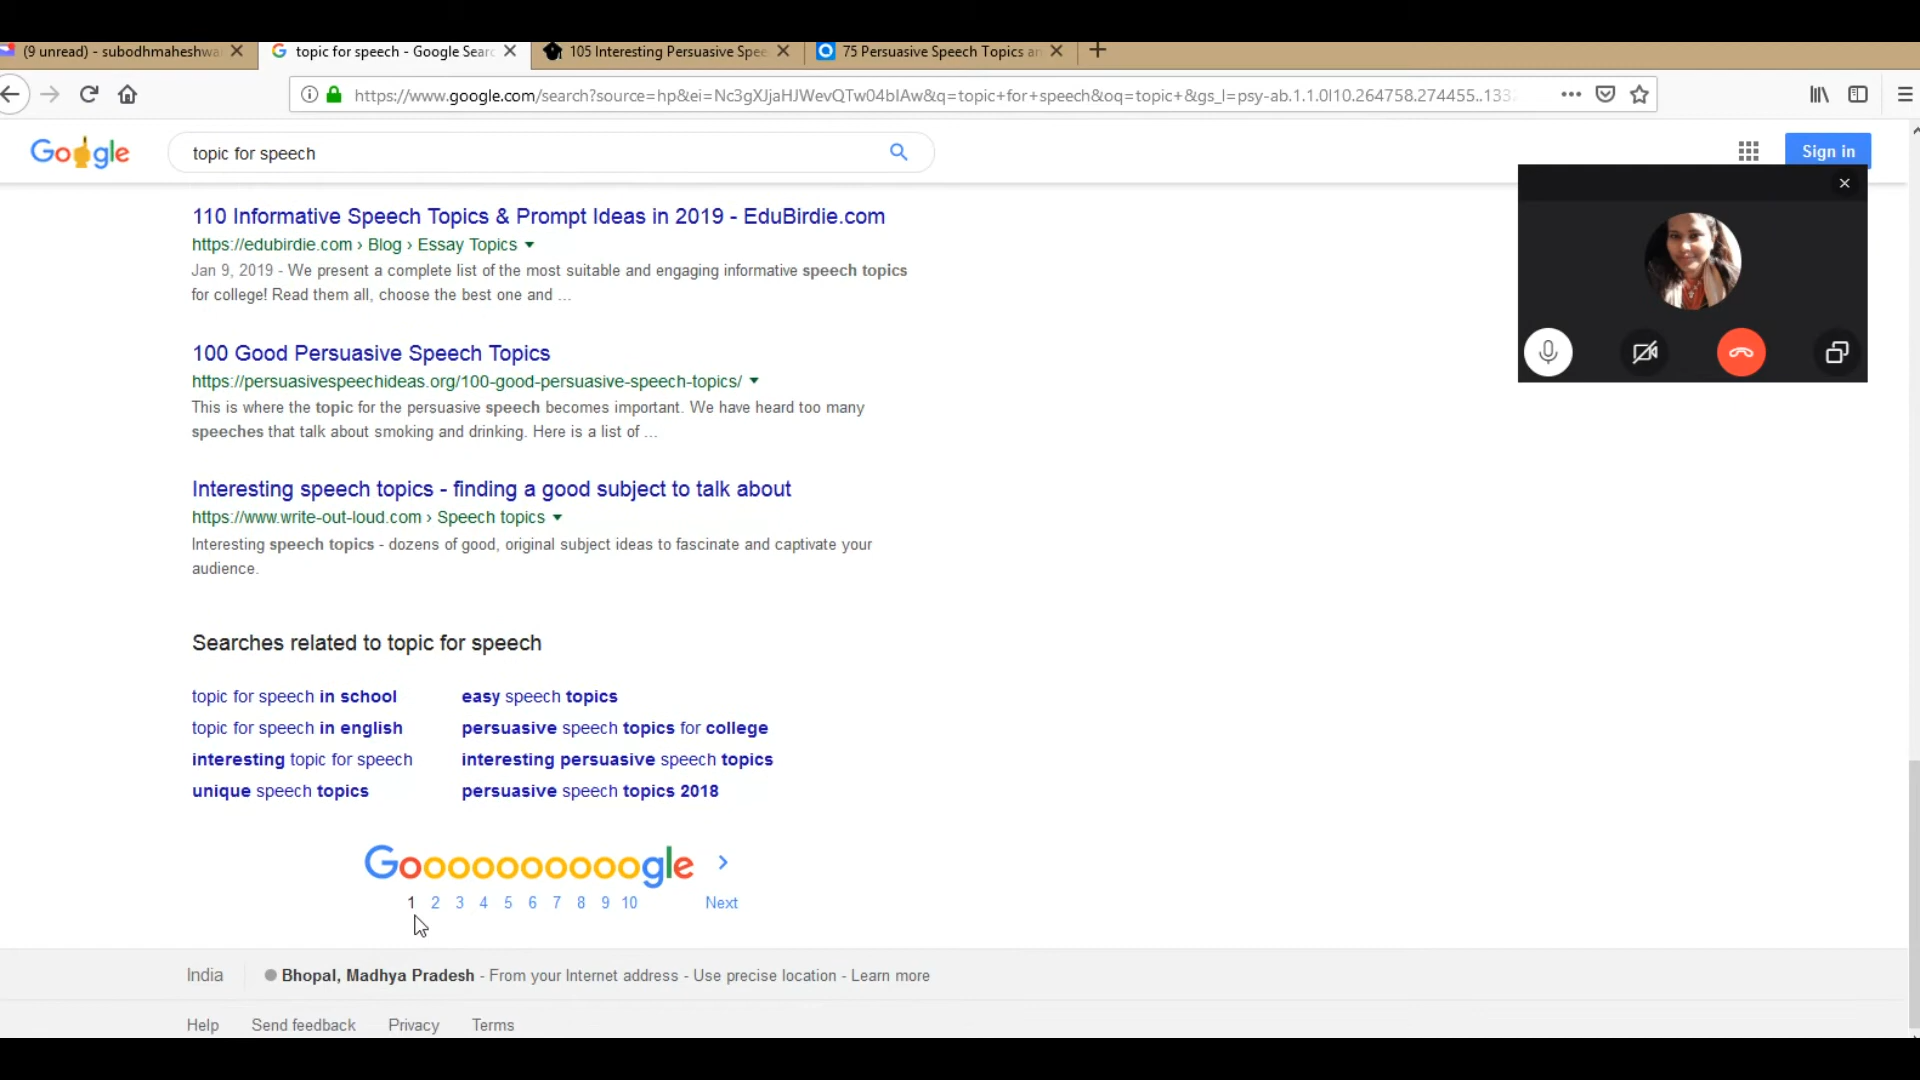 (9 unread) - subodhmaheshwa
topic for speech - Google Searc
105 Interesting Persuasive Spee
75 Persuasive Speech Topics an
https://www.google.com/search?source=hp&ei=Nc3gXJjaHJWevQTw04bIAw&q=topic+for+speech&oq=topic+&gs_l=psy-ab.1.1.0l10.264758.274455..133
Google
topic for speech
Sign in
110 Informative Speech Topics & Prompt Ideas in 2019 - EduBirdie.com
https://edubirdie.com › Blog › Essay Topics
Jan 9, 2019 - We present a complete list of the most suitable and engaging informative speech topics
for college! Read them all, choose the best one and ...
100 Good Persuasive Speech Topics
https://persuasivespeechideas.org/100-good-persuasive-speech-topics/
This is where the topic for the persuasive speech becomes important. We have heard too many
speeches that talk about smoking and drinking. Here is a list of ...
Interesting speech topics - finding a good subject to talk about
https://www.write-out-loud.com › Speech topics
Interesting speech topics - dozens of good, original subject ideas to fascinate and captivate your
audience.
Searches related to topic for speech
topic for speech in school
easy speech topics
topic for speech in english
persuasive speech topics for college
interesting topic for speech
interesting persuasive speech topics
unique speech topics
persuasive speech topics 2018
Goooooooooogle
1 2 3 4 5 6 7 8 9 10 Next
India
Bhopal, Madhya Pradesh - From your Internet address - Use precise location - Learn more
Help Send feedback Privacy Terms